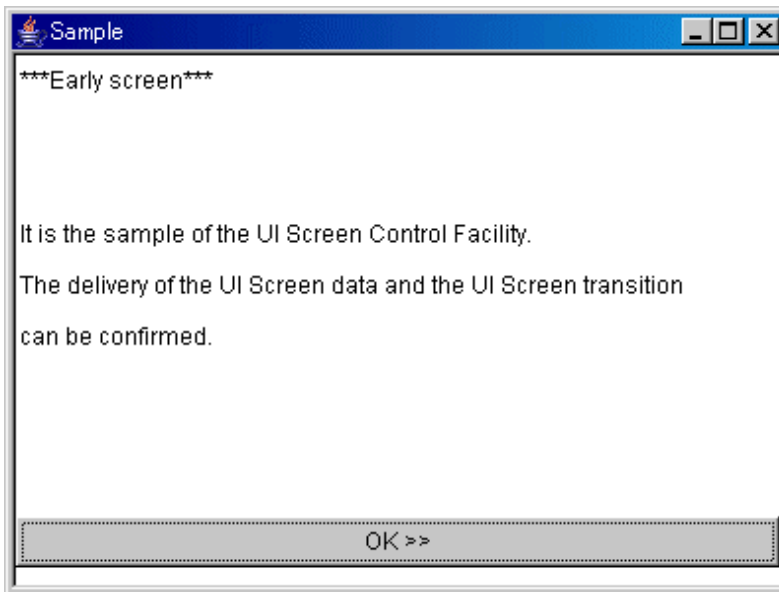 Sample
***Early screen***
It is the sample of the UI Screen Control Facility.
The delivery of the UI Screen data and the UI Screen transition
can be confirmed.
OK >>